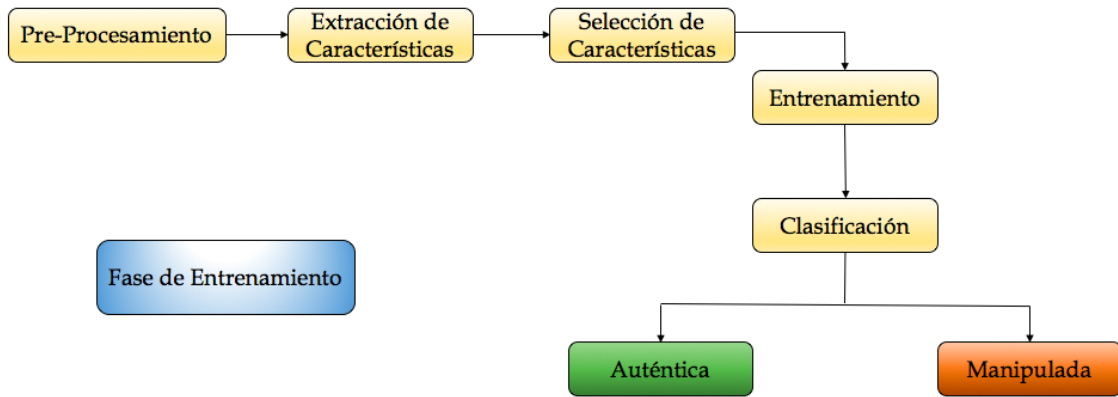 Pre-Procesamiento
Extracción de
Características
Selección de
Características
Entrenamiento
Clasificación
Fase de Entrenamiento
Auténtica
Manipulada